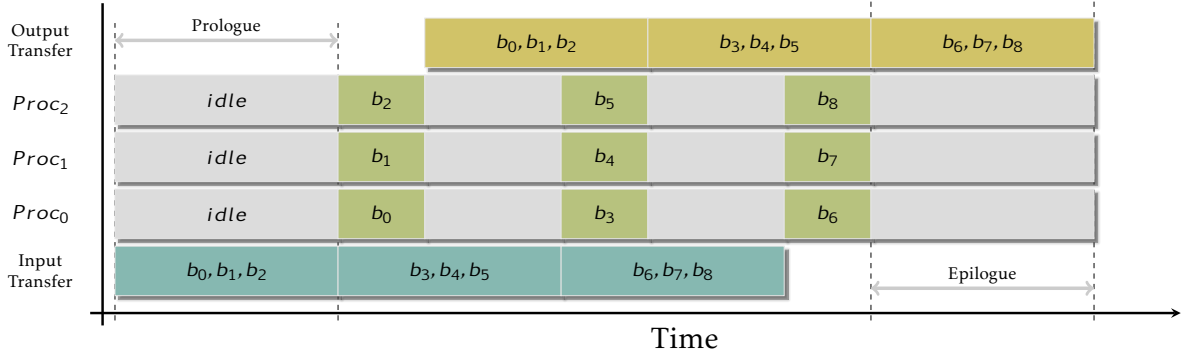 Output
Transfer
Prologue
b₀, b₁, b₂
b₃, b₄, b₅
b₆, b₇, b₈
Proc₂
idle
b₂
b₅
b₈
Proc₁
idle
b₁
b₄
b₇
Proc₀
idle
b₀
b₃
b₆
Input
Transfer
b₀, b₁, b₂
b₃, b₄, b₅
b₆, b₇, b₈
Epilogue
Time